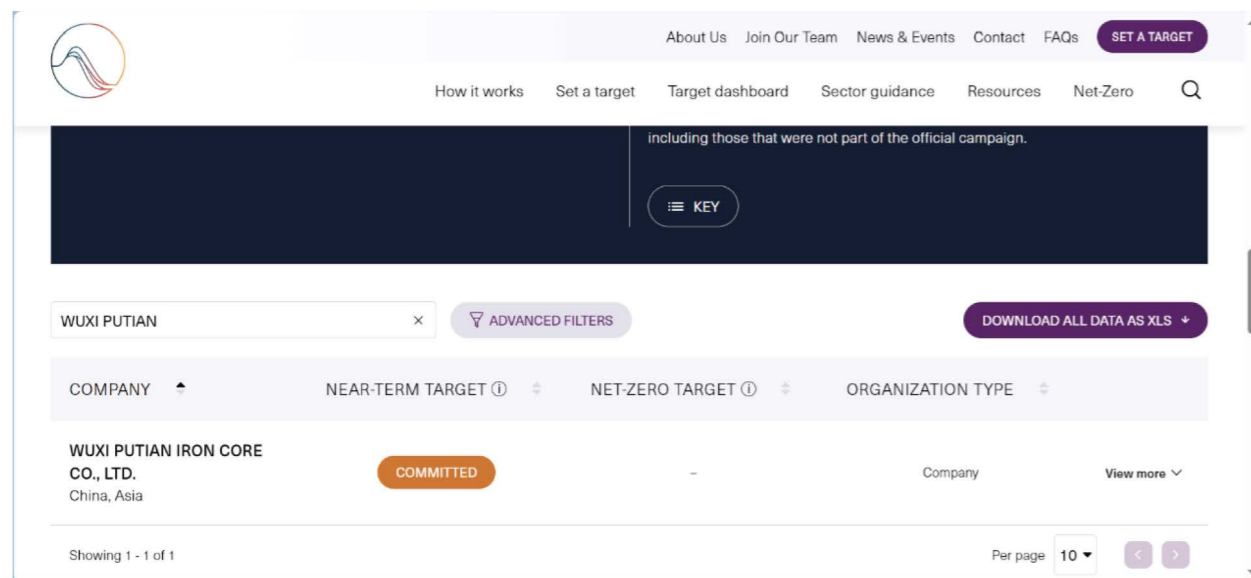 About Us Join Our Team News & Events Contact FAQs SET A TARGET
How it works Set a target Target dashboard Sector guidance Resources Net-Zero
including those that were not part of the official campaign.
KEY
WUXI PUTIAN × ADVANCED FILTERS DOWNLOAD ALL DATA AS XLS
COMPANY NEAR-TERM TARGET NET-ZERO TARGET ORGANIZATION TYPE
WUXI PUTIAN IRON CORE
CO., LTD.
China, Asia
COMMITTED – Company View more
Showing 1 - 1 of 1 Per page 10